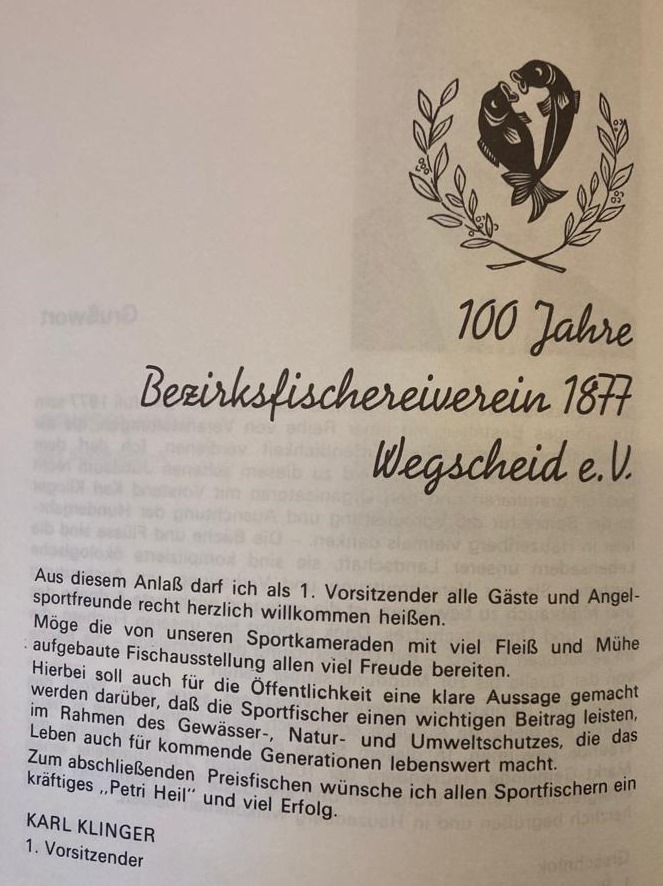 100 Jahre
Bezirksfischereiverein 1877
Wegscheid e.V.
Aus diesem Anlaß darf ich als 1. Vorsitzender alle Gäste und Angel-
sportfreunde recht herzlich willkommen heißen.
Möge die von unseren Sportkameraden mit viel Fleiß und Mühe
aufgebaute Fischausstellung allen viel Freude bereiten.
Hierbei soll auch für die Öffentlichkeit eine klare Aussage gemacht
werden darüber, daß die Sportfischer einen wichtigen Beitrag leisten,
im Rahmen des Gewässer-, Natur- und Umweltschutzes, die das
Leben auch für kommende Generationen lebenswert macht.
Zum abschließenden Preisfischen wünsche ich allen Sportfischern ein
kräftiges „Petri Heil“ und viel Erfolg.
KARL KLINGER
1. Vorsitzender